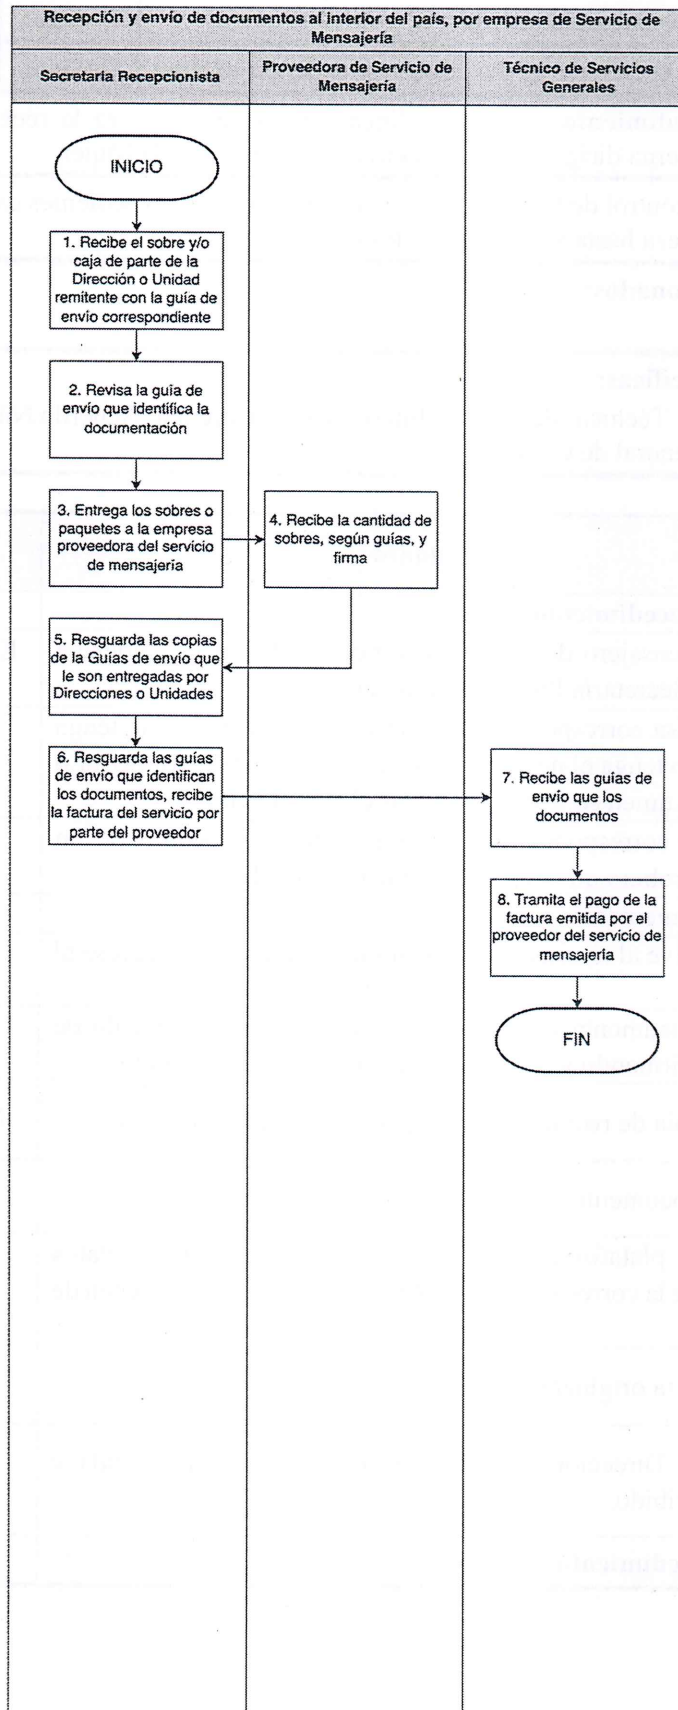 Recepción y envío de documentos al interior del país, por empresa de Servicio de
Mensajería
Secretaria Recepcionista
Proveedora de Servicio de
Mensajería
Técnico de Servicios
Generales
INICIO
1. Recibe el sobre y/o
caja de parte de la
Dirección o Unidad
remitente con la guía de
envío correspondiente
2. Revisa la guía de
envío que identifica la
documentación
3. Entrega los sobres o
paquetes a la empresa
proveedora del servicio
de mensajería
4. Recibe la cantidad de
sobres, según guías, y
firma
5. Resguarda las copias
de la Guías de envío que
le son entregadas por
Direcciones o Unidades
6. Resguarda las guías
de envío que identifican
los documentos, recibe
la factura del servicio por
parte del proveedor
7. Recibe las guías de
envío que los
documentos
8. Tramita el pago de la
factura emitida por el
proveedor del servicio de
mensajería
FIN